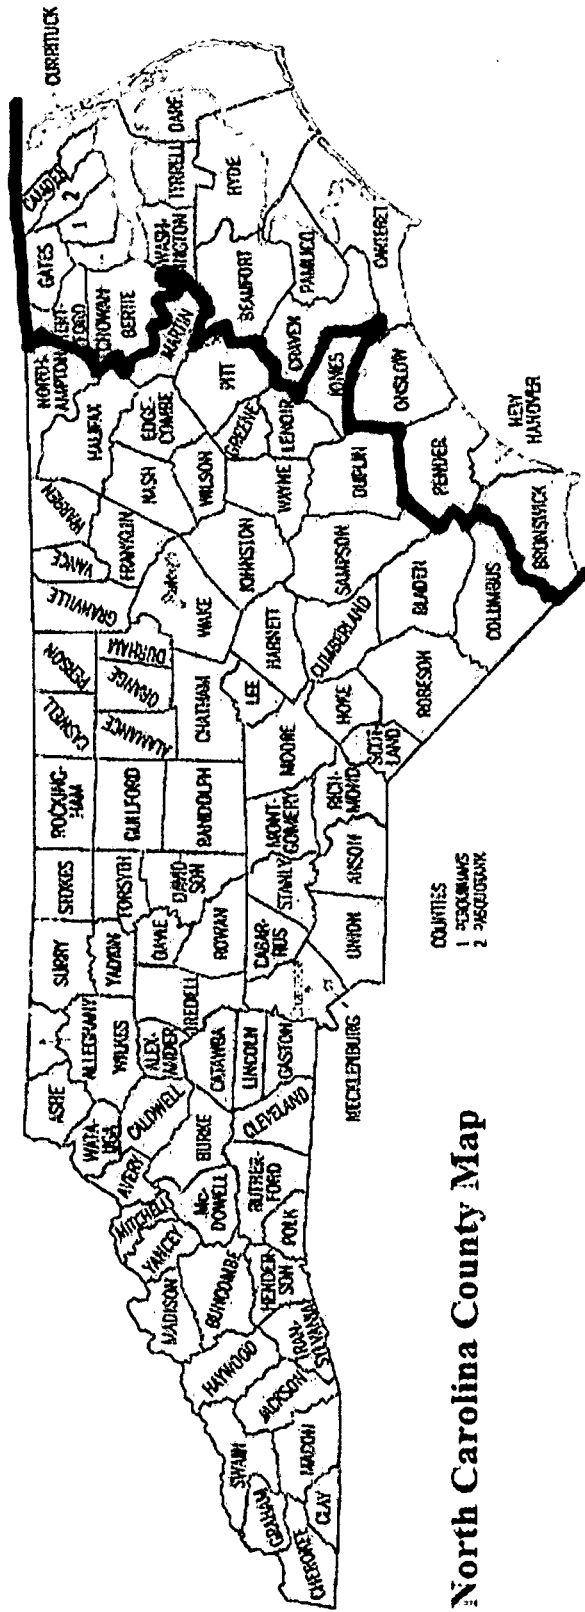 CURRITUCK
CAMDEN
GATES
1
2
NORTH-
AMPTON
HERT-
FORD
CHOWAN
BERTIE
WASH-
INGTON
TYRRELL
DARE
HYDE
MARTIN
BEAUFORT
PAMLICO
CRAVEN
CARTERET
PITT
JONES
ONSLOW
LENOIR
GREENE
EDGE-
COMBE
HALIFAX
WARREN
VANCE
GRANVILLE
FRANKLIN
NASH
WILSON
WAYNE
DUPLIN
PENDER
NEW
HANOVER
BRUNSWICK
COLUMBUS
BLADEN
SAMPSON
JOHNSTON
WAKE
HARNETT
CUMBERLAND
ROBESON
HOKE
SCOT-
LAND
LEE
CHATHAM
DURHAM
ORANGE
ALAMANCE
PERSON
CASWELL
ROCKING-
HAM
GUILFORD
RANDOLPH
MOORE
MONT-
GOMERY
RICH-
MOND
ANSON
STANLY
UNION
CABAR-
RUS
ROWAN
DAVID
SON
DAVIE
FORSYTH
STOKES
SURRY
YADKIN
IREDELL
MECKLENBURG
ALLEGHANY
WILKES
ALEX-
ANDER
CATAWBA
LINCOLN
GASTON
ASHE
WATA-
UGA
CALDWELL
BURKE
CLEVELAND
AVERY
MITCHELL
YANCEY
Mc-
DOWELL
RUTHER-
FORD
POLK
MADISON
BUNCOMBE
HENDER-
SON
HAYWOOD
TRAN-
SYLVANIA
JACKSON
SWAIN
MACON
GRAHAM
CHEROKEE
CLAY
COUNTIES
1 PERQUIMANS
2 PASQUOTANK
North Carolina County Map